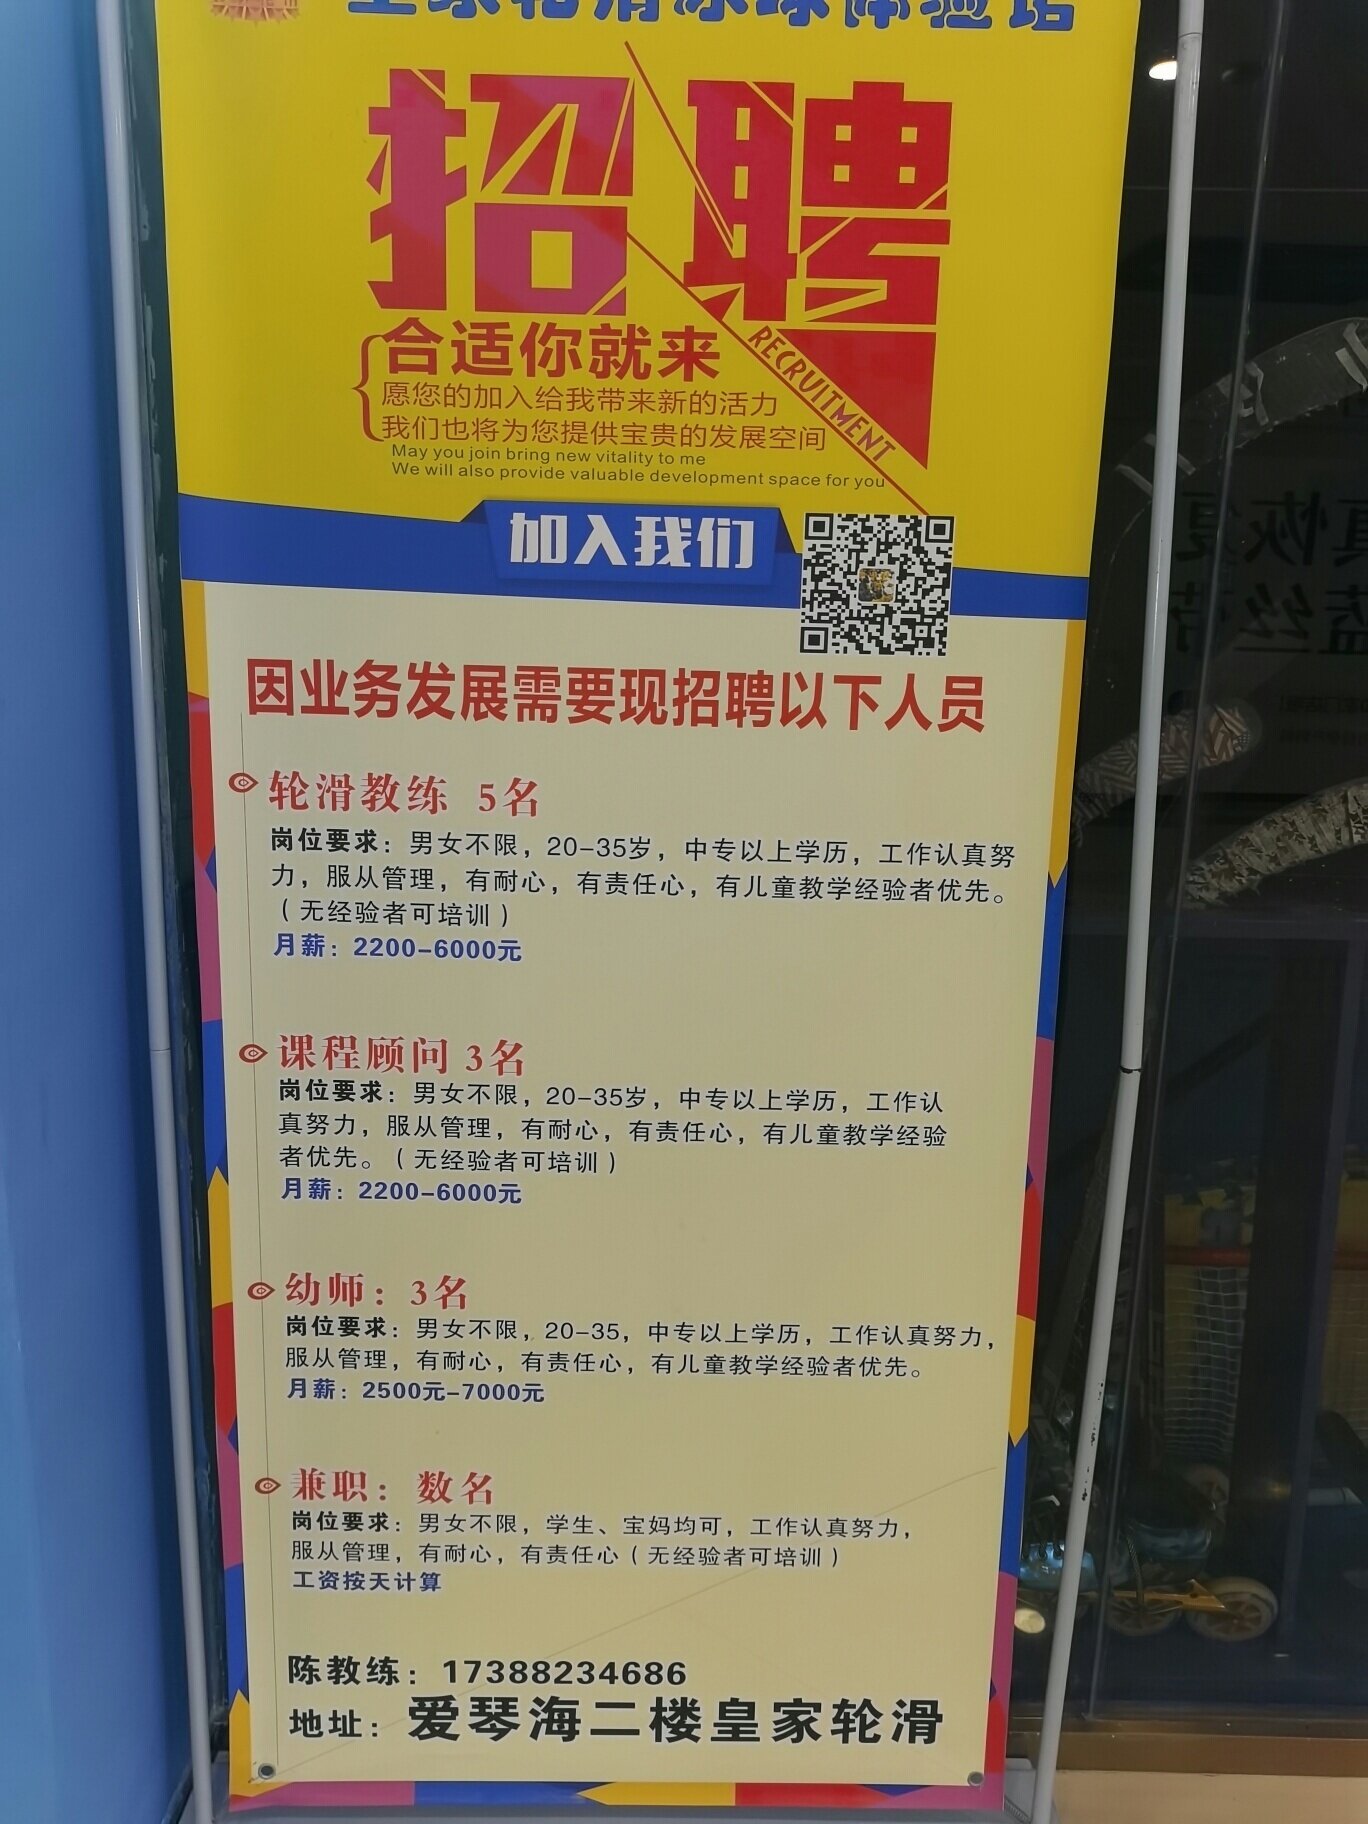 皇家轮滑冰球体验馆
招聘
RECRUITMENT
合适你就来
愿您的加入给我带来新的活力
我们也将为您提供宝贵的发展空间
May you join bring new vitality to me
We will also provide valuable development space for you
加入我们
因业务发展需要现招聘以下人员
轮滑教练 5名
岗位要求：男女不限，20-35岁，中专以上学历，工作认真努
力，服从管理，有耐心，有责任心，有儿童教学经验者优先。
（无经验者可培训）
月薪：2200-6000元
课程顾问 3名
岗位要求：男女不限，20-35岁，中专以上学历，工作认
真努力，服从管理，有耐心，有责任心，有儿童教学经验
者优先。（无经验者可培训）
月薪：2200-6000元
幼师：3名
岗位要求：男女不限，20-35，中专以上学历，工作认真努力，
服从管理，有耐心，有责任心，有儿童教学经验者优先。
月薪：2500元-7000元
兼职：数名
岗位要求：男女不限，学生、宝妈均可，工作认真努力，
服从管理，有耐心，有责任心（无经验者可培训）
工资按天计算
陈教练：17388234686
地址：爱琴海二楼皇家轮滑